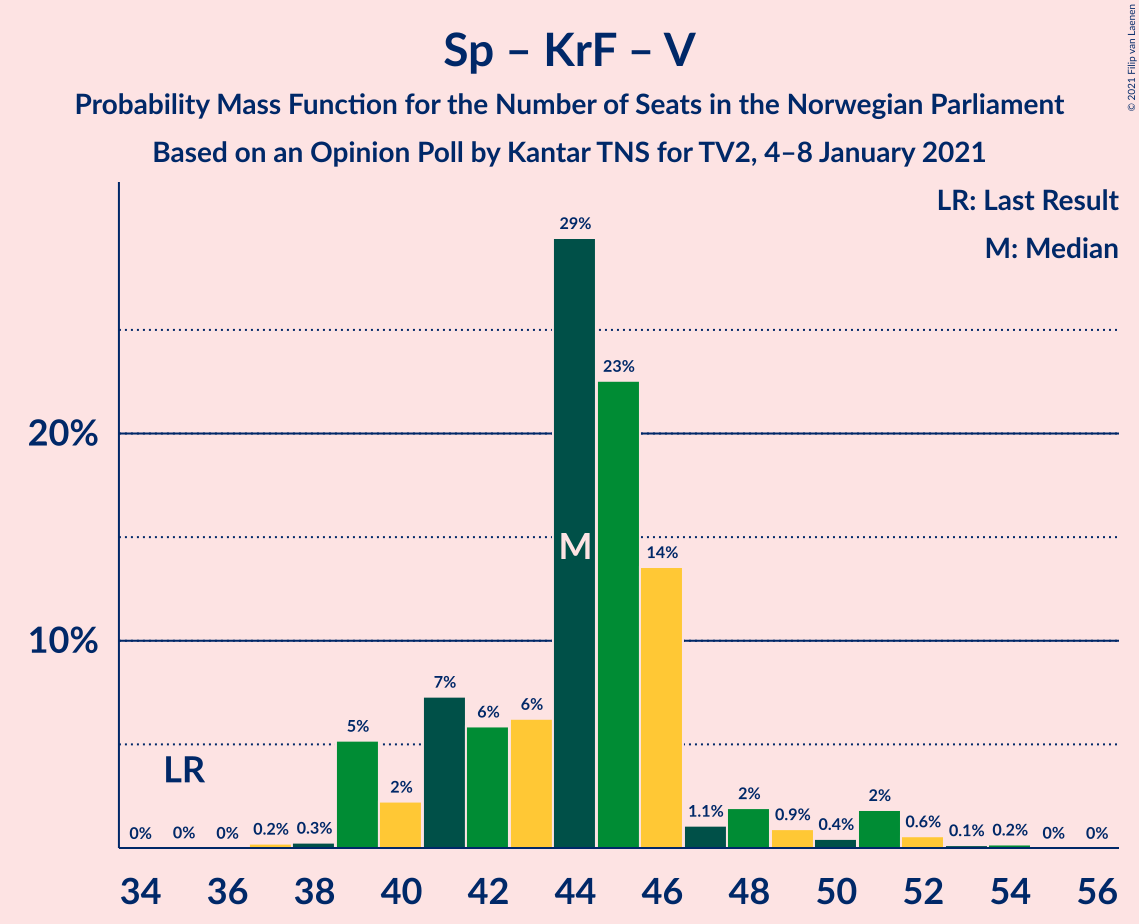 Sp – KrF – V
Probability Mass Function for the Number of Seats in the Norwegian Parliament
Based on an Opinion Poll by Kantar TNS for TV2, 4–8 January 2021
© 2021 Filip van Laenen
LR: Last Result
M: Median
20%
10%
LR
M
0%
0%
0%
0.2%
0.3%
5%
2%
7%
6%
6%
29%
23%
14%
1.1%
2%
0.9%
0.4%
2%
0.6%
0.1%
0.2%
0%
0%
34 36 38 40 42 44 46 48 50 52 54 56